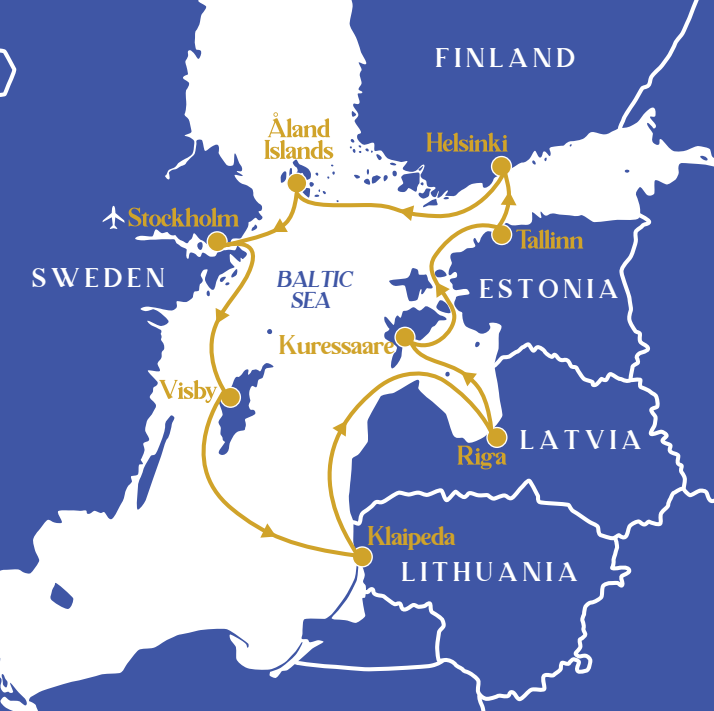 FINLAND
Åland
Islands
Helsinki
Stockholm
Tallinn
SWEDEN
BALTIC
SEA
ESTONIA
Kuressaare
Visby
LATVIA
Riga
Klaipeda
LITHUANIA